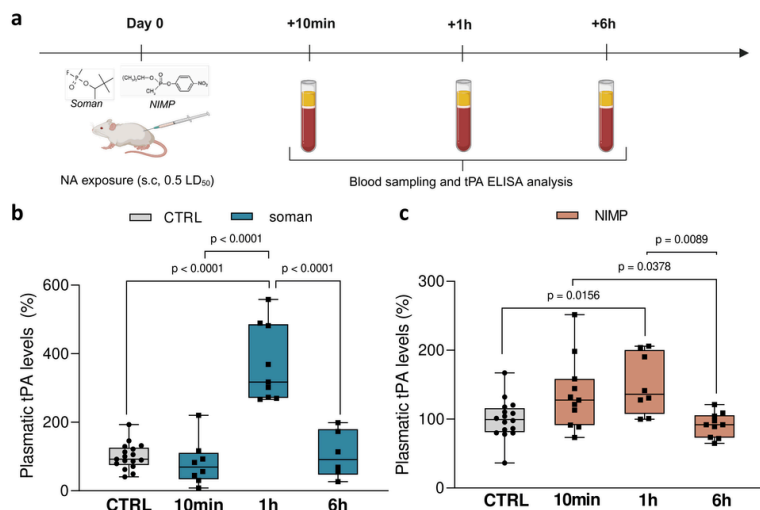 a
Day 0
+10min
+1h
+6h
Soman
NIMP
NA exposure (s.c, 0.5 LD50)
Blood sampling and tPA ELISA analysis
b
CTRL
soman
p < 0.0001
p < 0.0001
p < 0.0001
Plasmatic tPA levels (%)
600
400
200
0
CTRL
10min
1h
6h
c
NIMP
p = 0.0089
p = 0.0378
p = 0.0156
Plasmatic tPA levels (%)
300
200
100
0
CTRL
10min
1h
6h